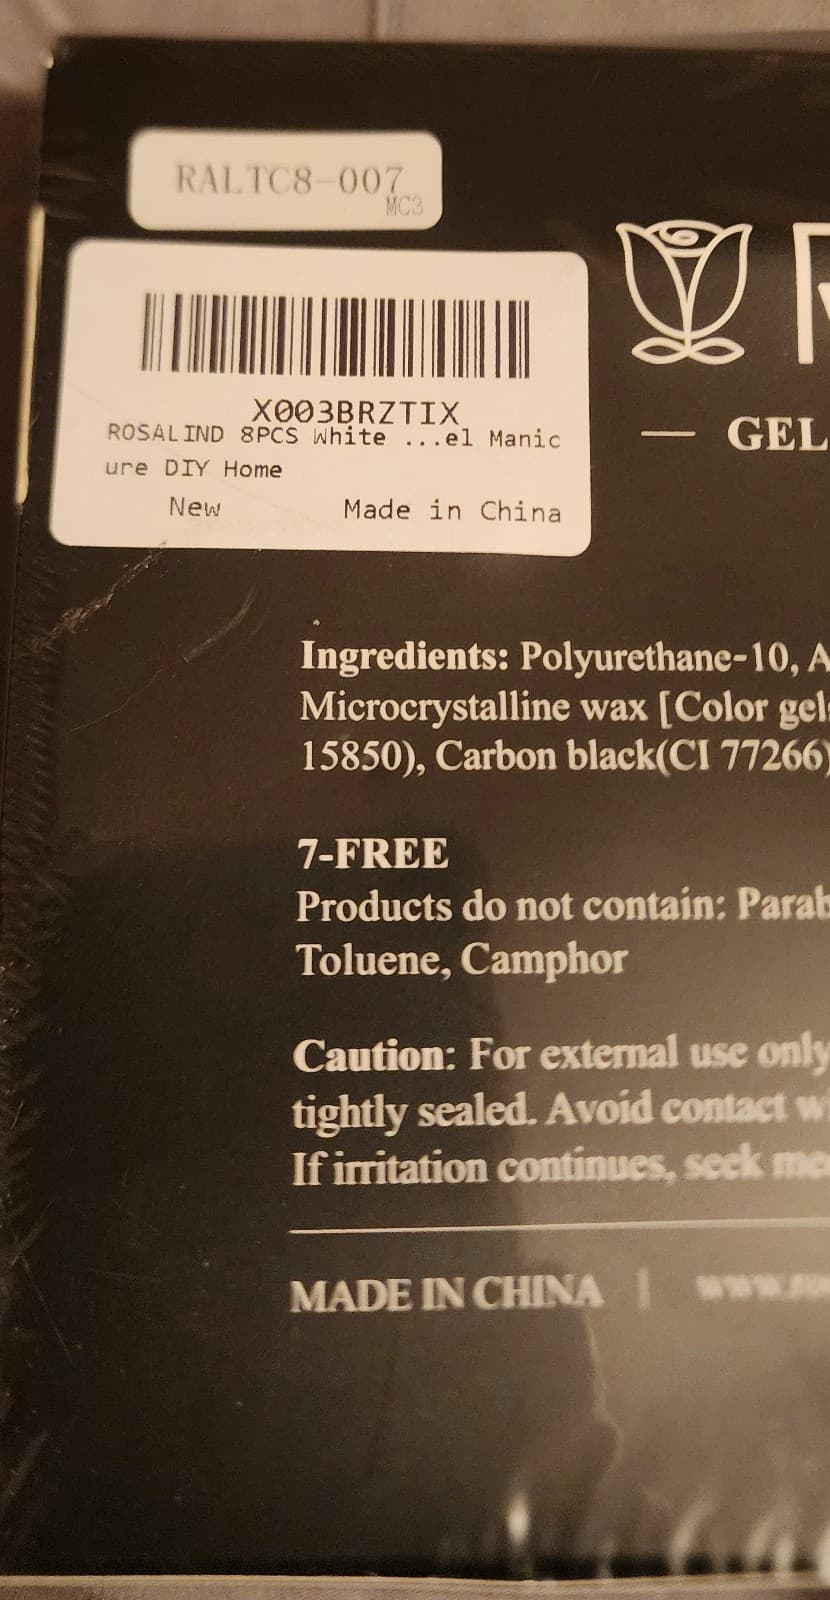 RALTC8-007
MC3
X003BRZTIX
ROSALIND 8PCS White ...el Manic
ure DIY Home
New Made in China
— GEL
Ingredients: Polyurethane-10, A
Microcrystalline wax [Color gel
15850), Carbon black(CI 77266)
7-FREE
Products do not contain: Parab
Toluene, Camphor
Caution: For external use only
tightly sealed. Avoid contact w
If irritation continues, seek me
MADE IN CHINA |